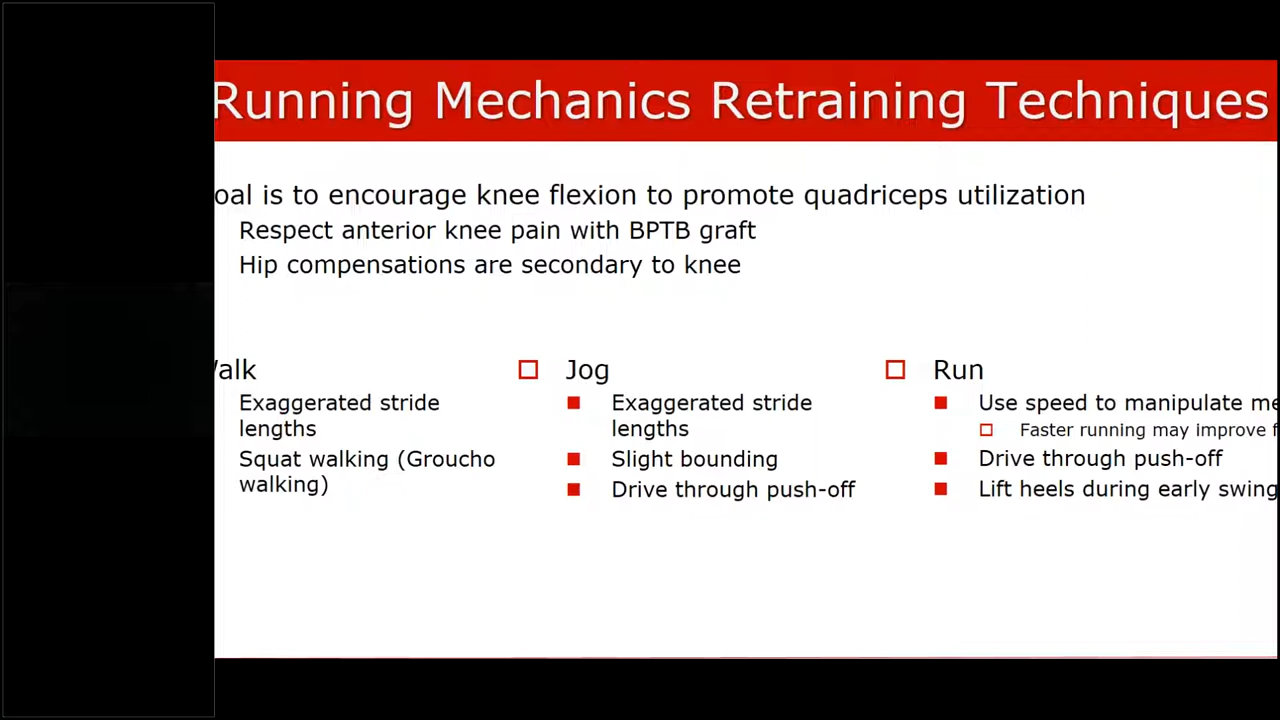 Running Mechanics Retraining Techniques
oal is to encourage knee flexion to promote quadriceps utilization
Respect anterior knee pain with BPTB graft
Hip compensations are secondary to knee
alk
Exaggerated stride
lengths
Squat walking (Groucho
walking)
Jog
Exaggerated stride
lengths
Slight bounding
Drive through push-off
Run
Use speed to manipulate me
Faster running may improve f
Drive through push-off
Lift heels during early swing